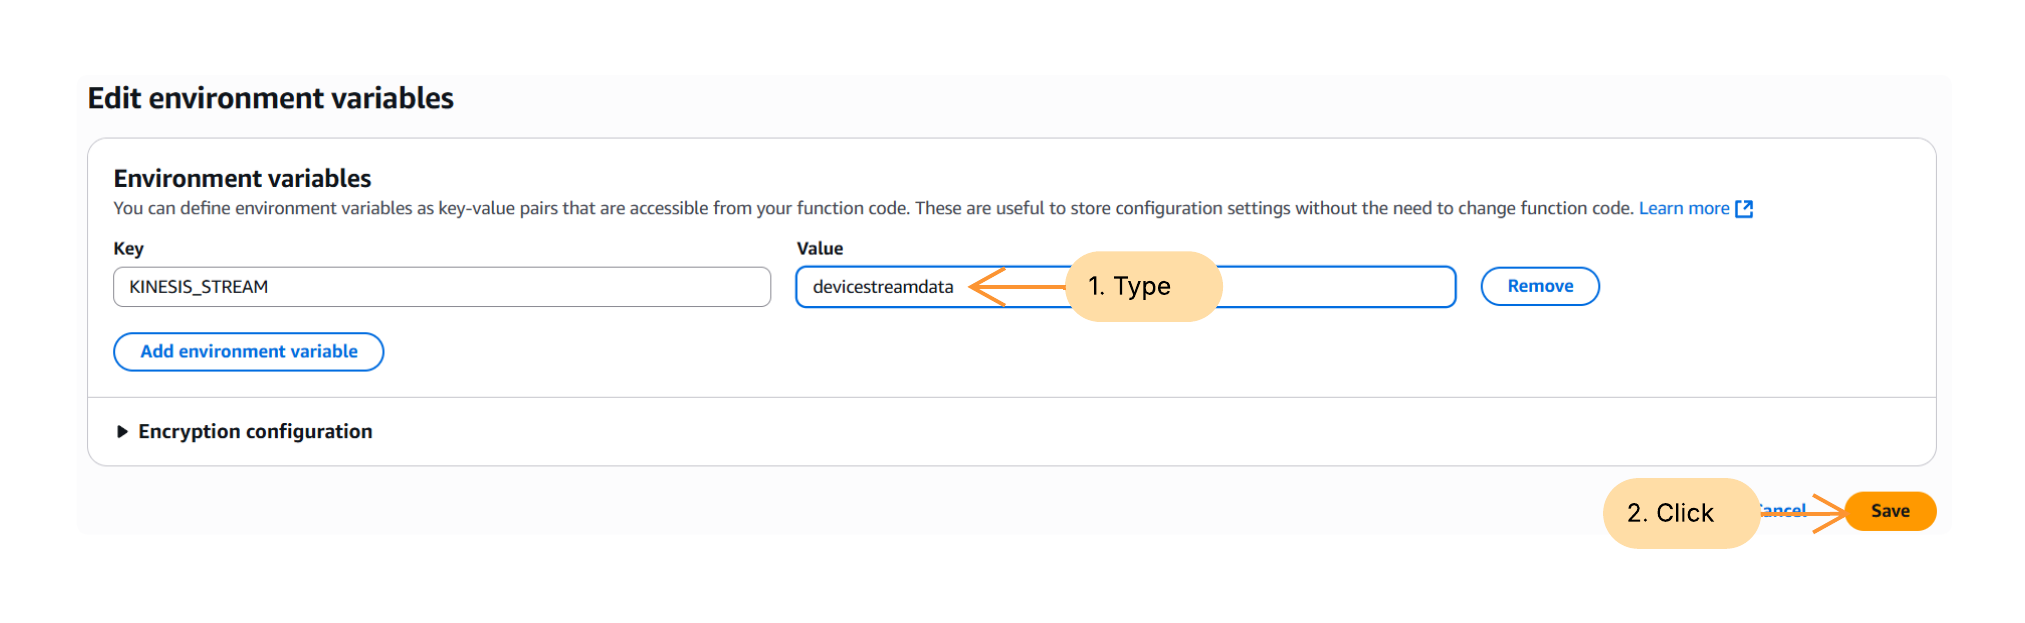 Edit environment variables
Environment variables
You can define environment variables as key-value pairs that are accessible from your function code. These are useful to store configuration settings without the need to change function code. Learn more
Key Value
KINESIS_STREAM devicestreamdata 1. Type Remove
Add environment variable
Encryption configuration
2. Click Cancel Save